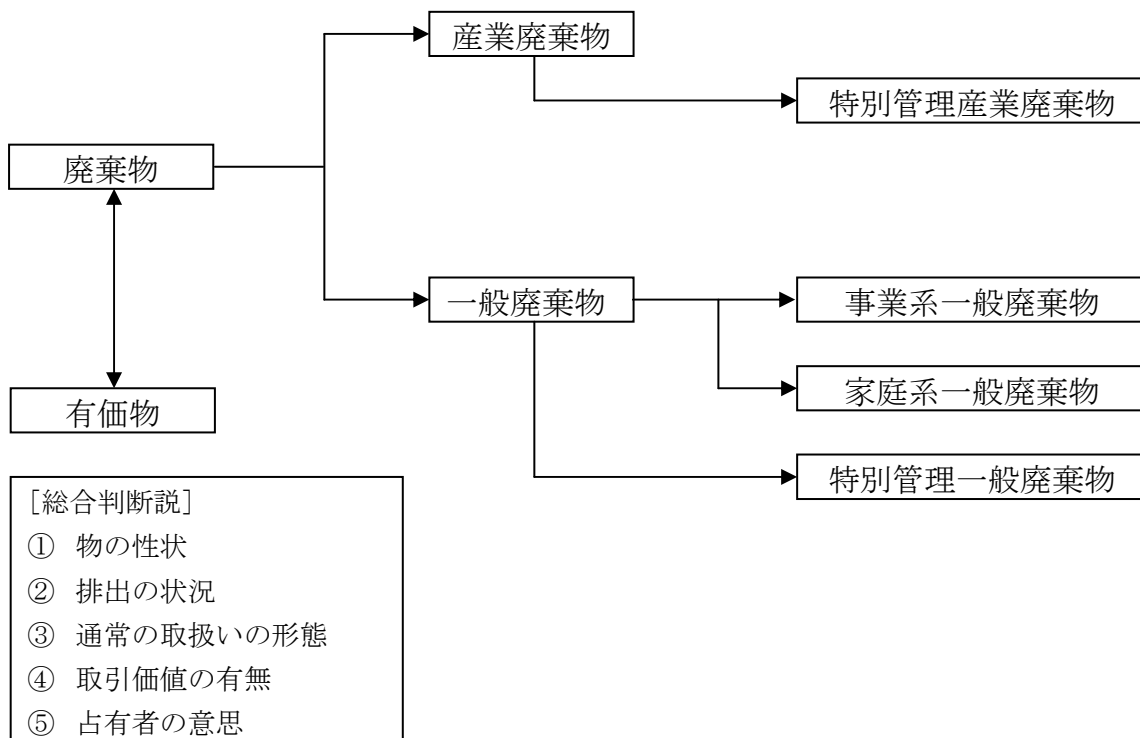 産業廃棄物
特別管理産業廃棄物
廃棄物
一般廃棄物
事業系一般廃棄物
家庭系一般廃棄物
有価物
特別管理一般廃棄物
［総合判断説］
① 物の性状
② 排出の状況
③ 通常の取扱いの形態
④ 取引価値の有無
⑤ 占有者の意思